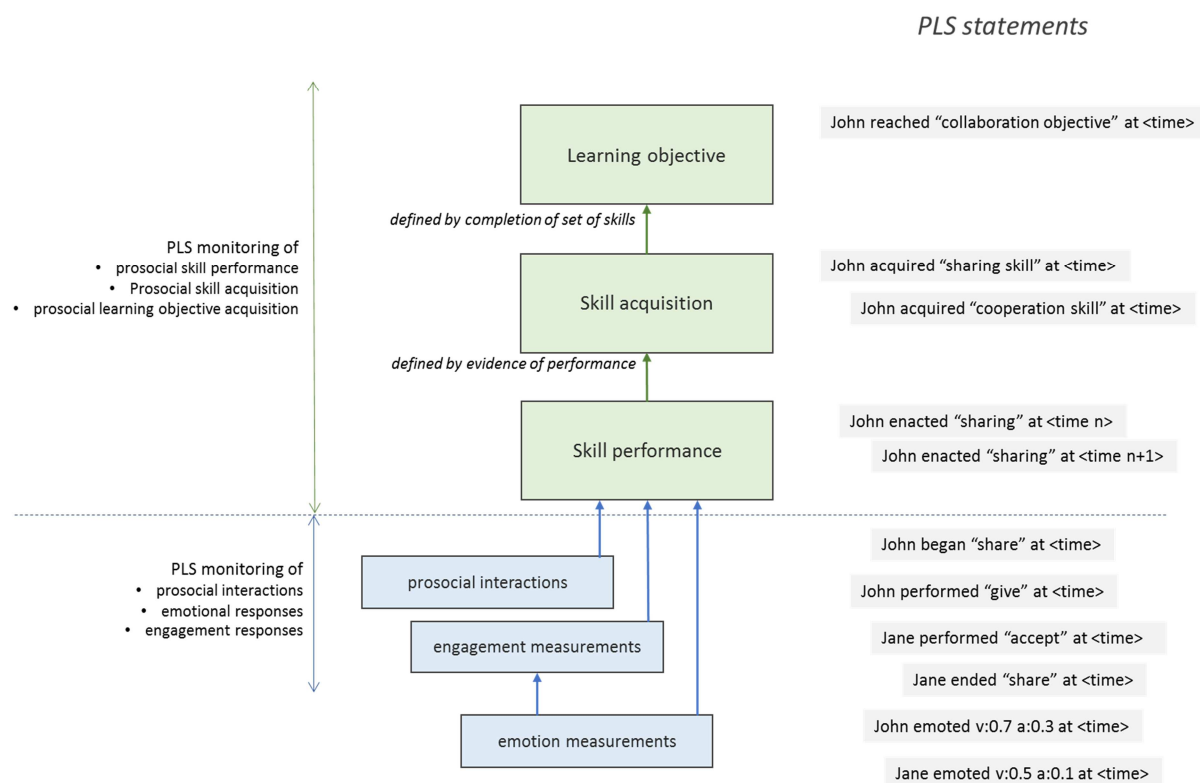 PLS statements
John reached “collaboration objective” at <time>
Learning objective
defined by completion of set of skills
PLS monitoring of
• prosocial skill performance
• Prosocial skill acquisition
• prosocial learning objective acquisition
John acquired “sharing skill” at <time>
Skill acquisition
John acquired “cooperation skill” at <time>
defined by evidence of performance
John enacted “sharing” at <time n>
Skill performance
John enacted “sharing” at <time n+1>
John began “share” at <time>
PLS monitoring of
• prosocial interactions
• emotional responses
• engagement responses
prosocial interactions
John performed “give” at <time>
engagement measurements
Jane performed “accept” at <time>
Jane ended “share” at <time>
John emoted v:0.7 a:0.3 at <time>
emotion measurements
Jane emoted v:0.5 a:0.1 at <time>